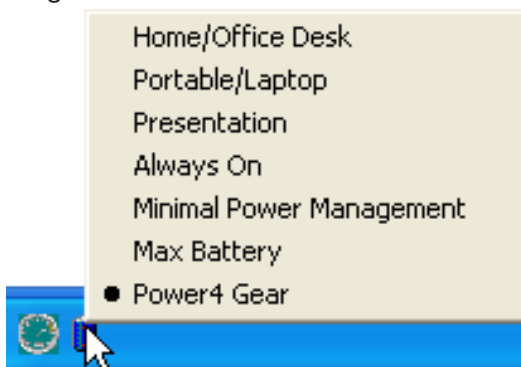 Home/Office Desk
Portable/Laptop
Presentation
Always On
Minimal Power Management
Max Battery
Power4 Gear